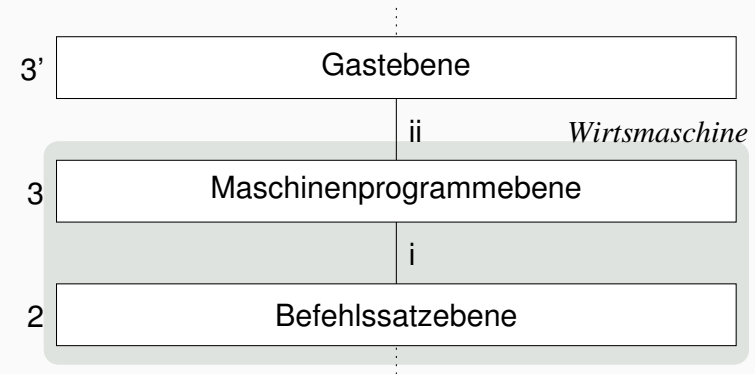 3’ Gastebene
ii Wirtsmaschine
3 Maschinenprogrammebene
i
2 Befehlssatzebene